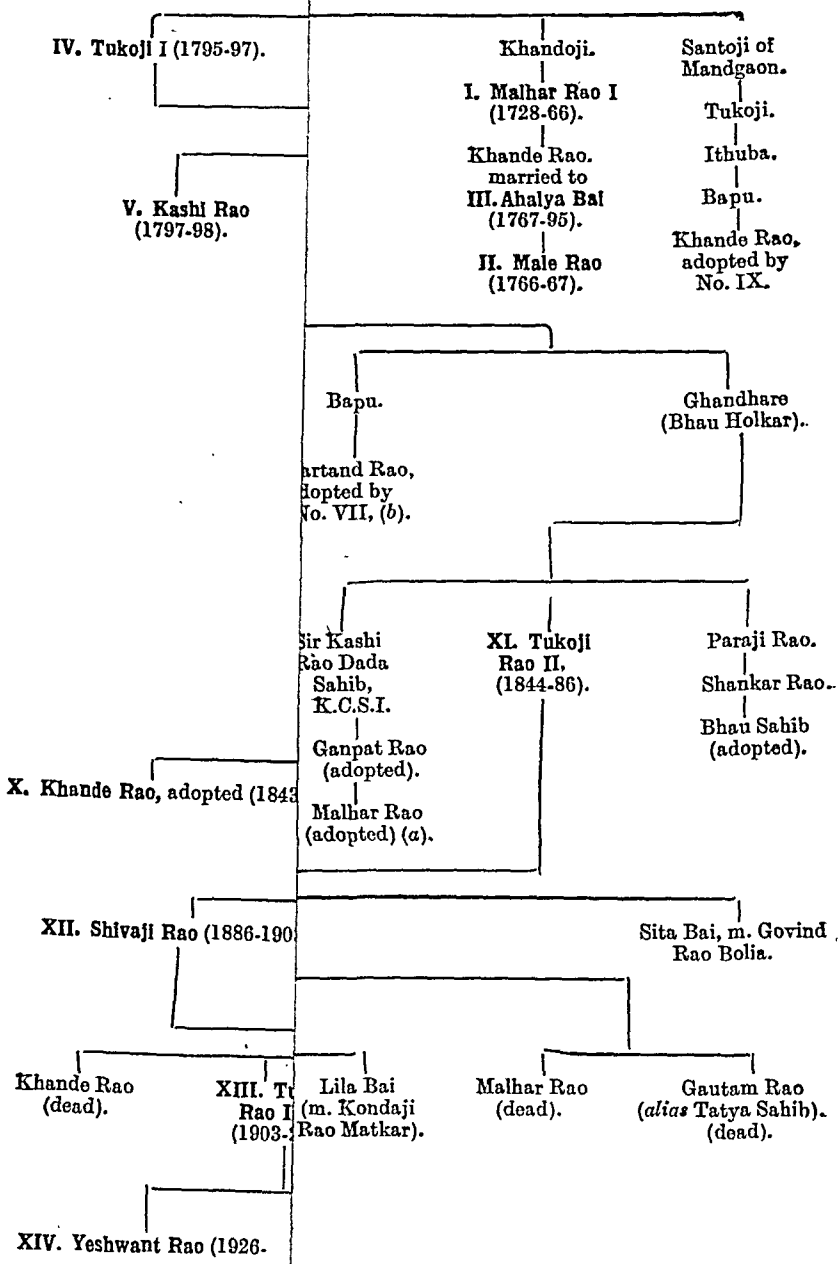 IV. Tukoji I (1795-97).
Khandoji.
Santoji of
Mandgaon.
I. Malhar Rao I
(1728-66).
Tukoji.
Khande Rao.
married to
III. Ahalya Bai
(1767-95).
Ithuba.
V. Kashi Rao
(1797-98).
Bapu.
II. Male Rao
(1766-67).
Khande Rao,
adopted by
No. IX.
Bapu.
Ghandhare
(Bhau Holkar).
artand Rao,
dopted by
No. VII, (b).
Sir Kashi
Rao Dada
Sahib,
K.C.S.I.
XI. Tukoji
Rao II,
(1844-86).
Paraji Rao.
Shankar Rao.
Bhau Sahib
(adopted).
Ganpat Rao
(adopted).
X. Khande Rao, adopted (1843
Malhar Rao
(adopted) (a).
XII. Shivaji Rao (1886-190
Sita Bai, m. Govind
Rao Bolia.
Khande Rao
(dead).
XIII. Tu
Rao I
(1903-2
Lila Bai
(m. Kondaji
Rao Matkar).
Malhar Rao
(dead).
Gautam Rao
(alias Tatya Sahib).
(dead).
XIV. Yeshwant Rao (1926-